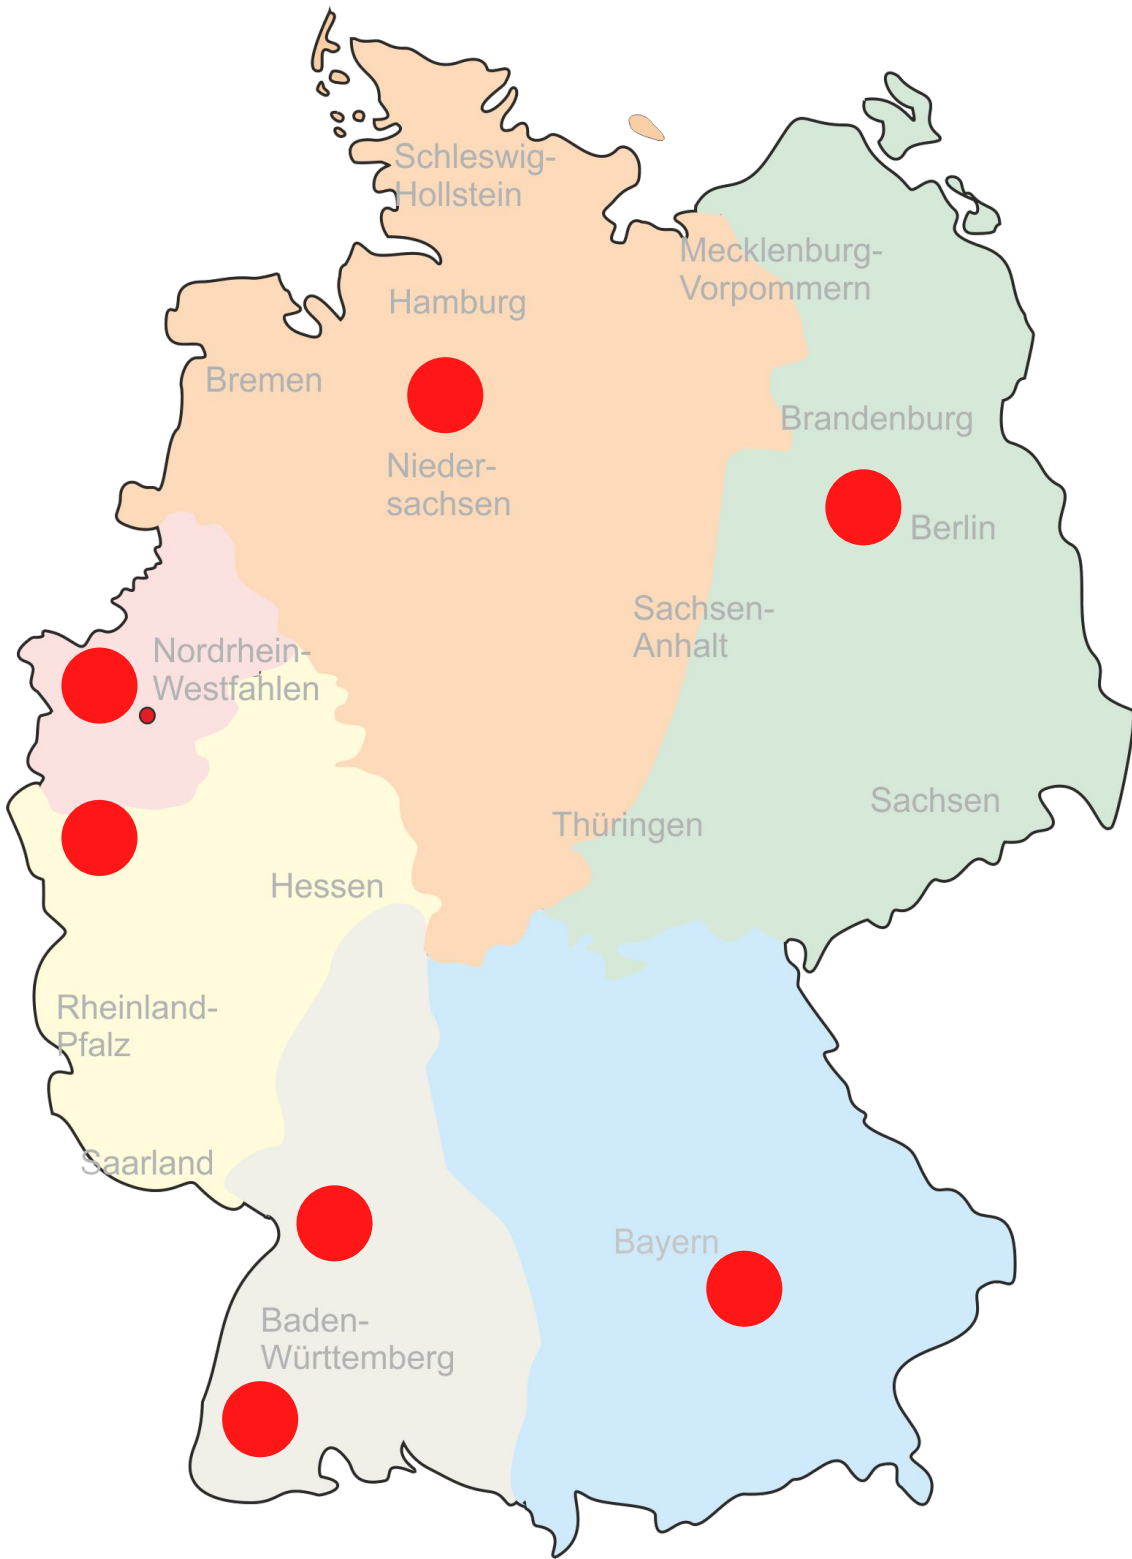 Schleswig-
Hollstein
Mecklenburg-
Vorpommern
Hamburg
Bremen
Brandenburg
Nieder-
sachsen
Berlin
Sachsen-
Anhalt
Nordrhein-
Westfahlen
Sachsen
Thüringen
Hessen
Rheinland-
Pfalz
Saarland
Bayern
Baden-
Württemberg